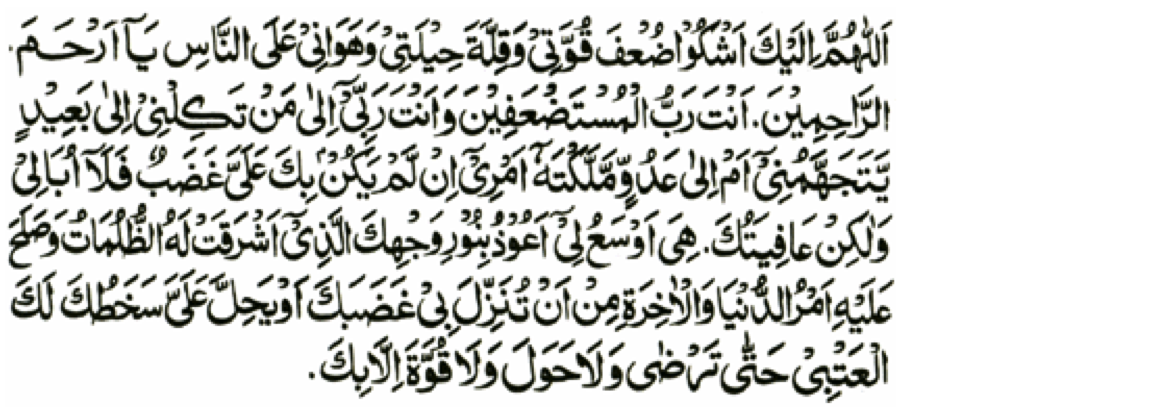 اَللّٰهُمَّ اِلَيْكَ اَشْكُوْا ضُعْفَ قُوَّتِيْ وَقِلَّةَ حِيْلَتِيْ وَهَوَانِيْ عَلَى النَّاسِ يَآ اَرْحَمَ
الرَّاحِمِيْنَ. اَنْتَ رَبُّ الْمُسْتَضْعَفِيْنَ وَاَنْتَ رَبِّيْٓ اِلٰى مَنْ تَكِلْنِيْ اِلٰى بَعِيْدٍ
يَّتَجَهَّمُنِيْٓ اَمْ اِلٰى عَدُوٍّ مَّلَّكْتَهٗٓ اَمْرِيْٓ اِنْ لَّمْ يَكُنْۢ بِكَ عَلَيَّ غَضَبٌ فَلَآ اُبَالِيْ
وَلٰكِنْ عَافِيَتُكَ. هِيَ اَوْسَعُ لِيْٓ اَعُوْذُ بِنُوْرِ وَجْهِكَ الَّذِيْٓ اَشْرَقَتْ لَهُ الظُّلُمَاتُ وَصَلَحَ
عَلَيْهِ اَمْرُ الدُّنْيَا وَالْاٰخِرَةِ مِنْ اَنْ تُنَزِّلَ بِيْ غَضَبَكَ اَوْ يَحِلَّ عَلَيَّ سَخَطُكَ لَكَ
الْعَتْبِيْ حَتّٰى تَرْضٰى وَلَا حَوْلَ وَلَا قُوَّةَ اِلَّا بِكَ.